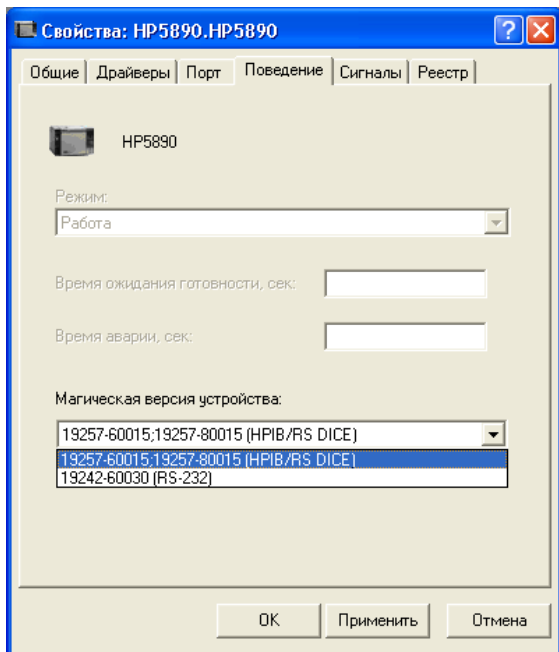 Свойства: HP5890.HP5890
Общие Драйверы Порт Поведение Сигналы Реестр
HP5890
Режим:
Работа
Время ожидания готовности, сек:
Время аварии, сек:
Магическая версия устройства:
19257-60015;19257-80015 (HPIB/RS DICE)
19257-60015;19257-80015 (HPIB/RS DICE)
19242-60030 (RS-232)
OK Применить Отмена